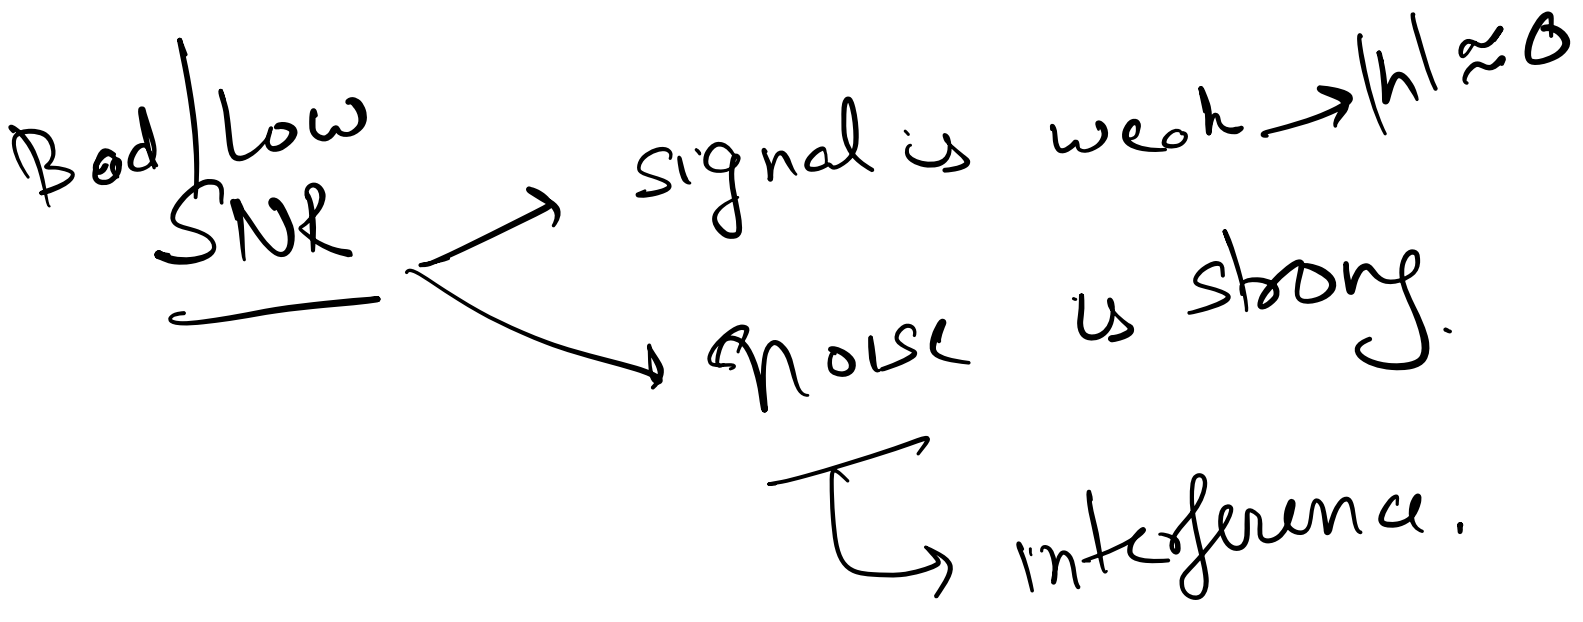 Bad/Low
SNR
signal is weak → |h| ≈ 0
noise is strong.
interference.